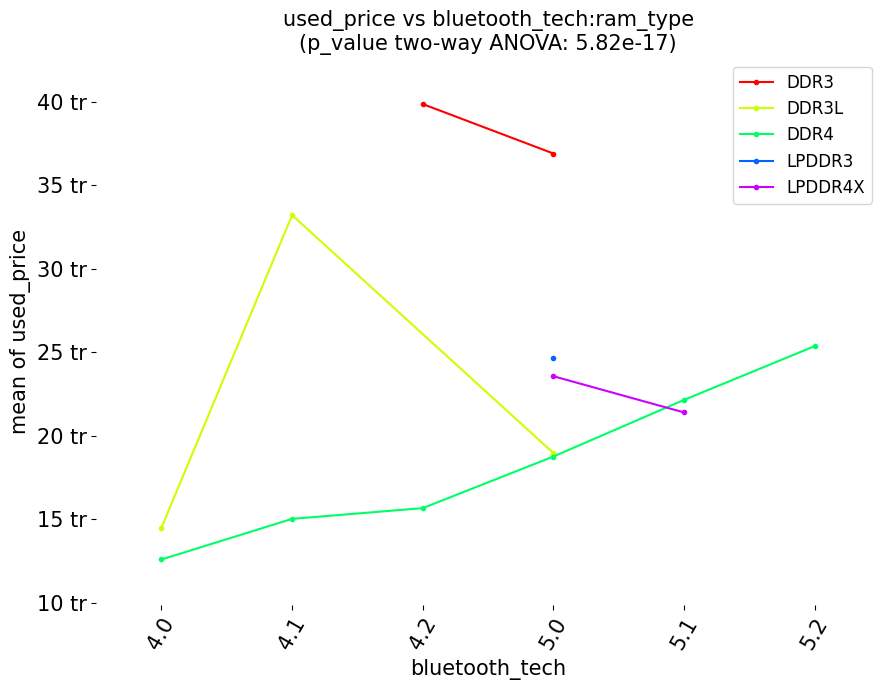 used_price vs bluetooth_tech:ram_type
(p_value two-way ANOVA: 5.82e-17)
DDR3
DDR3L
DDR4
LPDDR3
LPDDR4X
mean of used_price
40 tr
35 tr
30 tr
25 tr
20 tr
15 tr
10 tr
4.0
4.1
4.2
5.0
5.1
5.2
bluetooth_tech